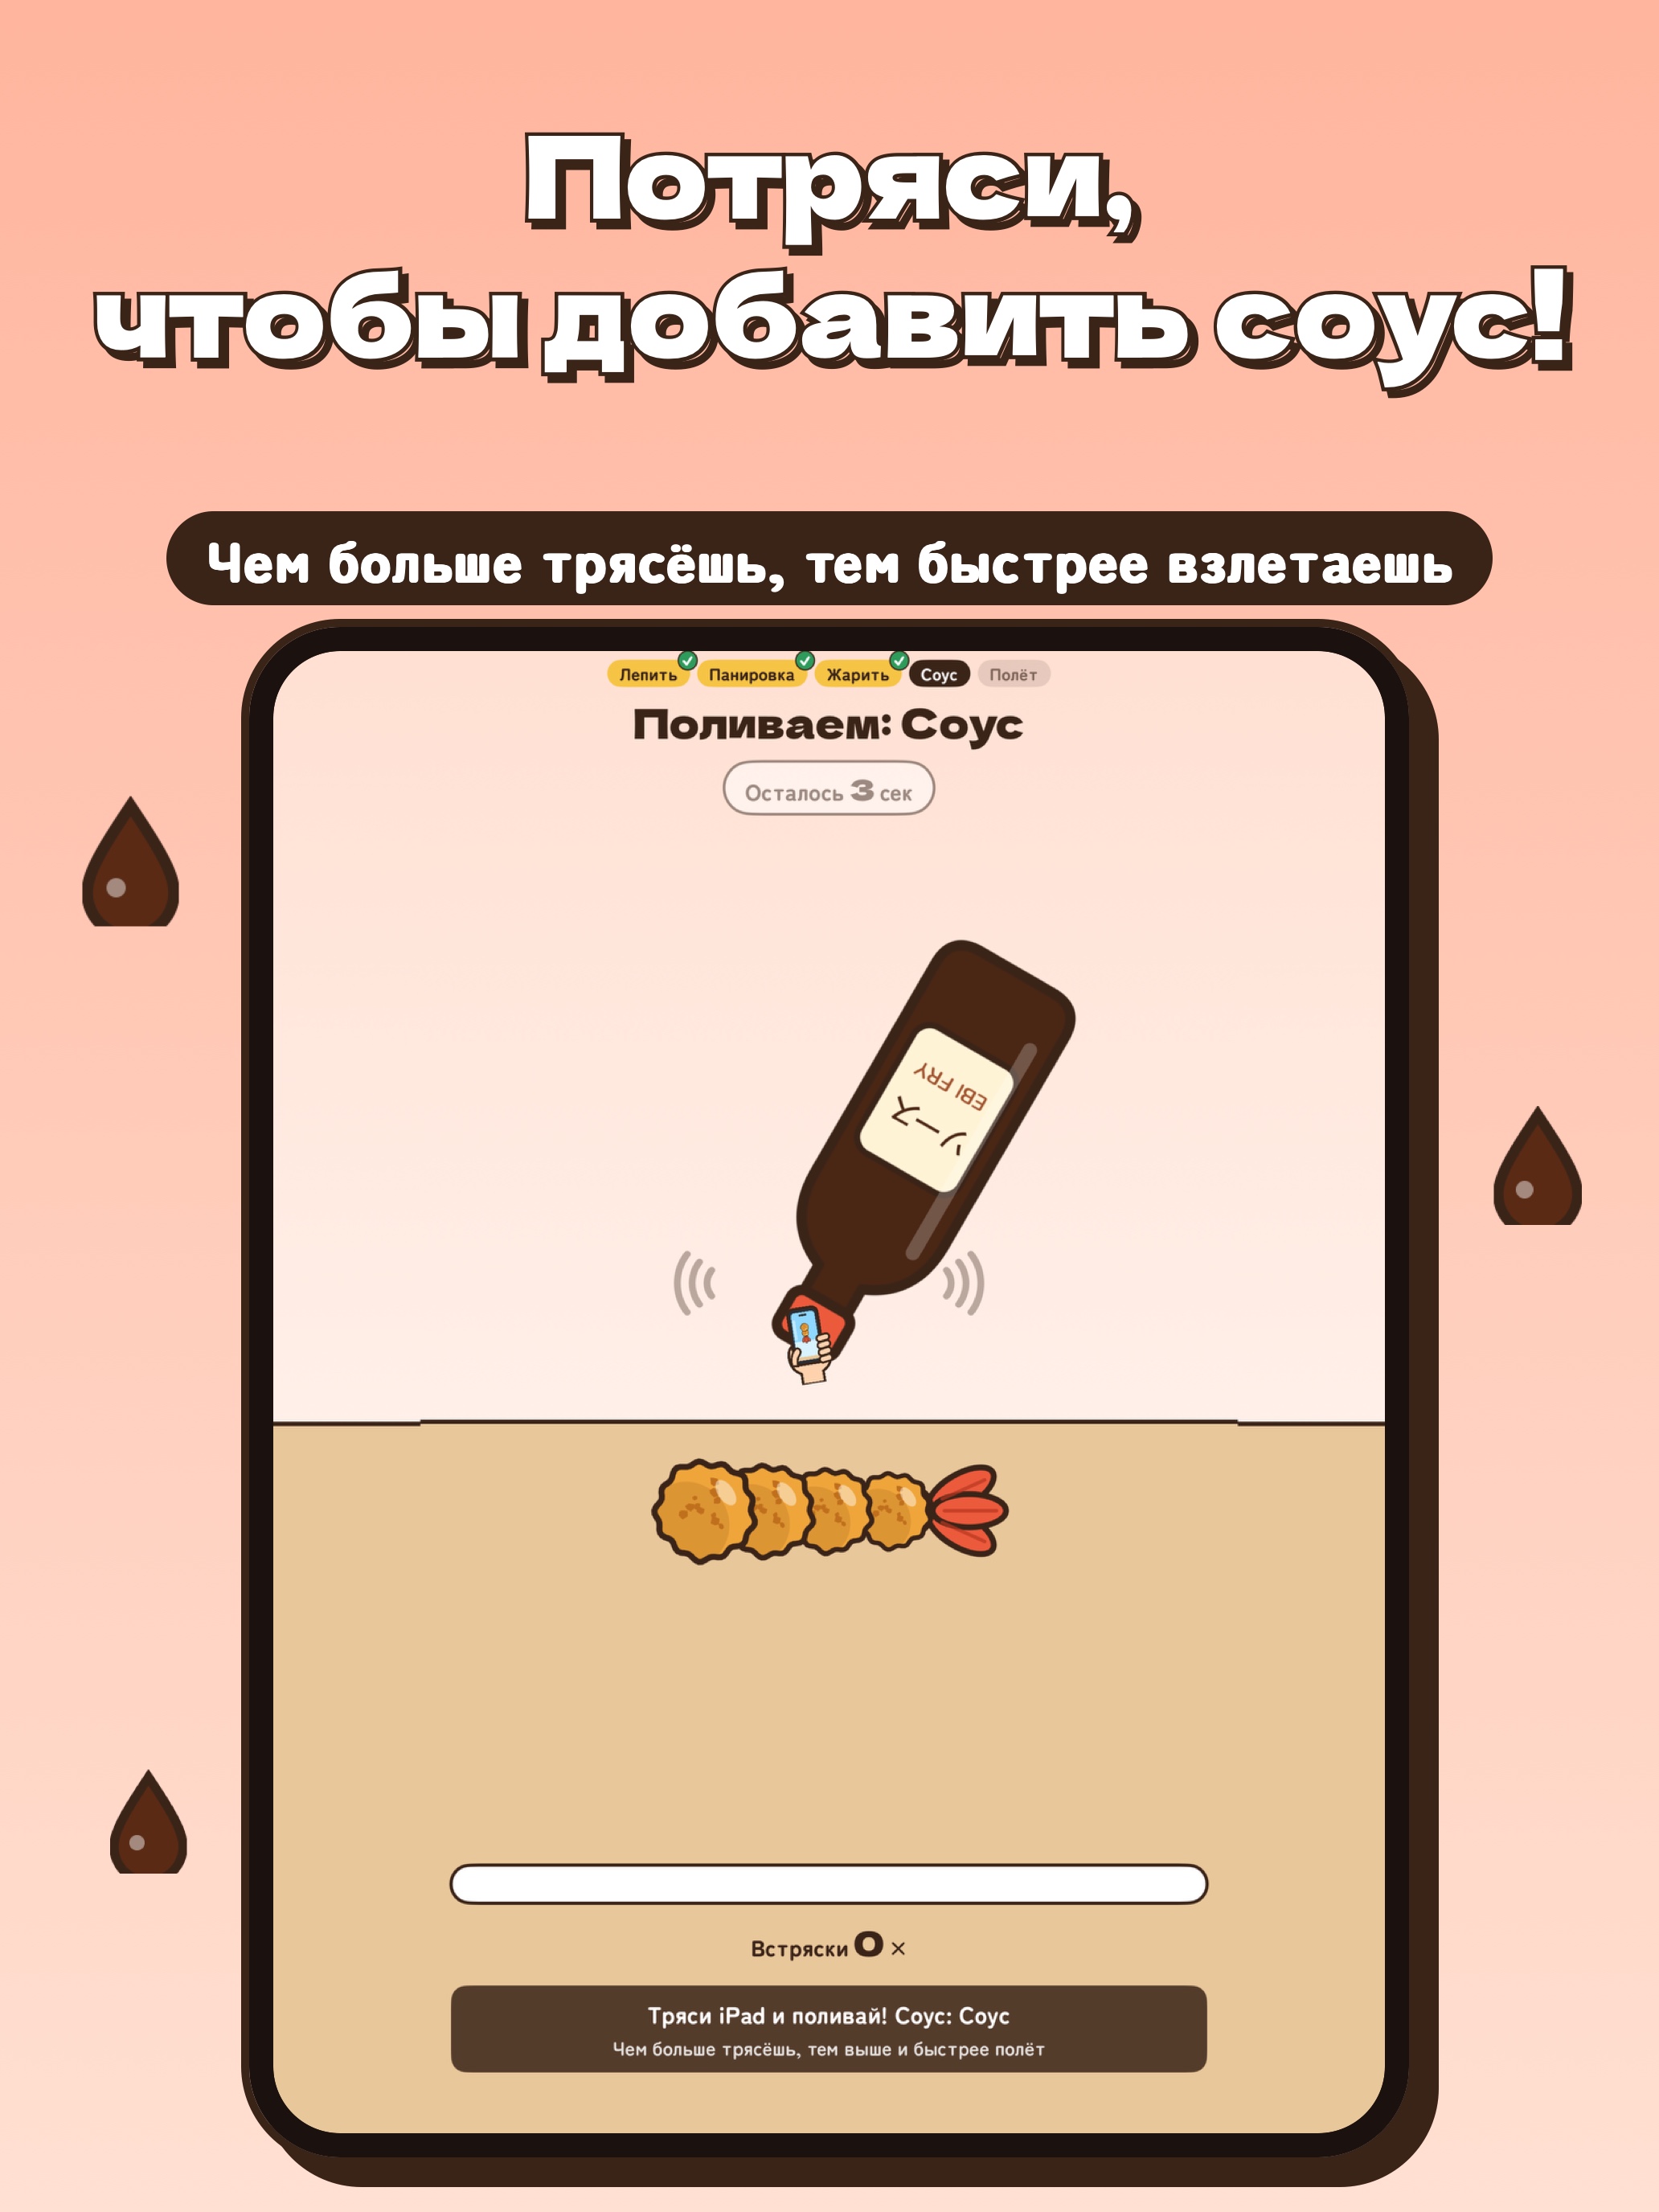 Потряси,
чтобы добавить соус!
Чем больше трясёшь, тем быстрее взлетаешь
Лепить Панировка Жарить Соус Полёт
Поливаем: Соус
Осталось 3 сек
EBI FRY
ソース
Встряски 0 ×
Тряси iPad и поливай! Соус: Соус
Чем больше трясёшь, тем выше и быстрее полёт